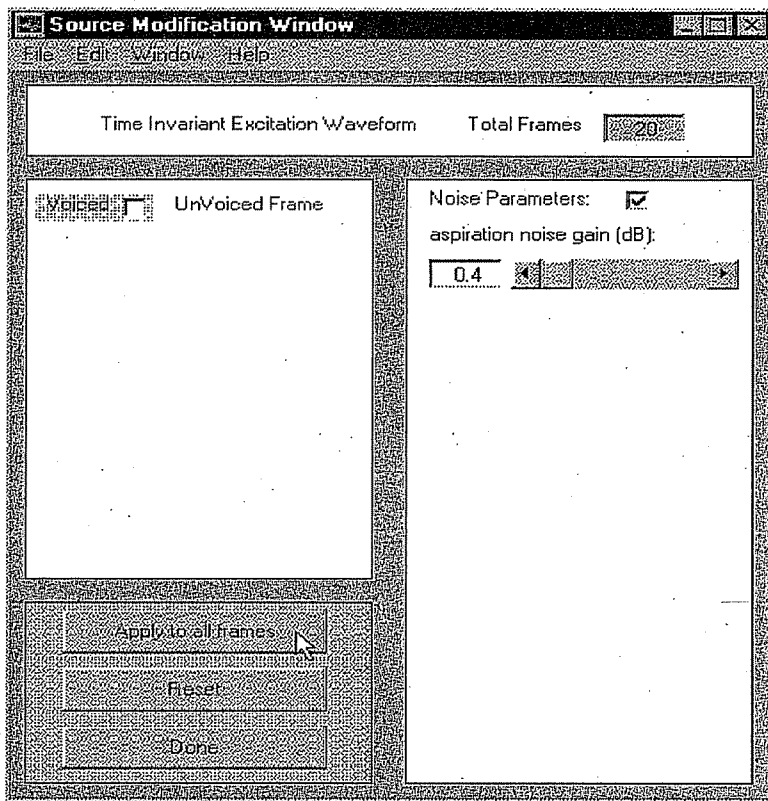 Source Modification Window
File Edit Window Help
Time Invariant Excitation Waveform Total Frames 20
Voiced UnVoiced Frame
Noise Parameters:
aspiration noise gain (dB):
0.4
Apply to all frames
Reset
Done